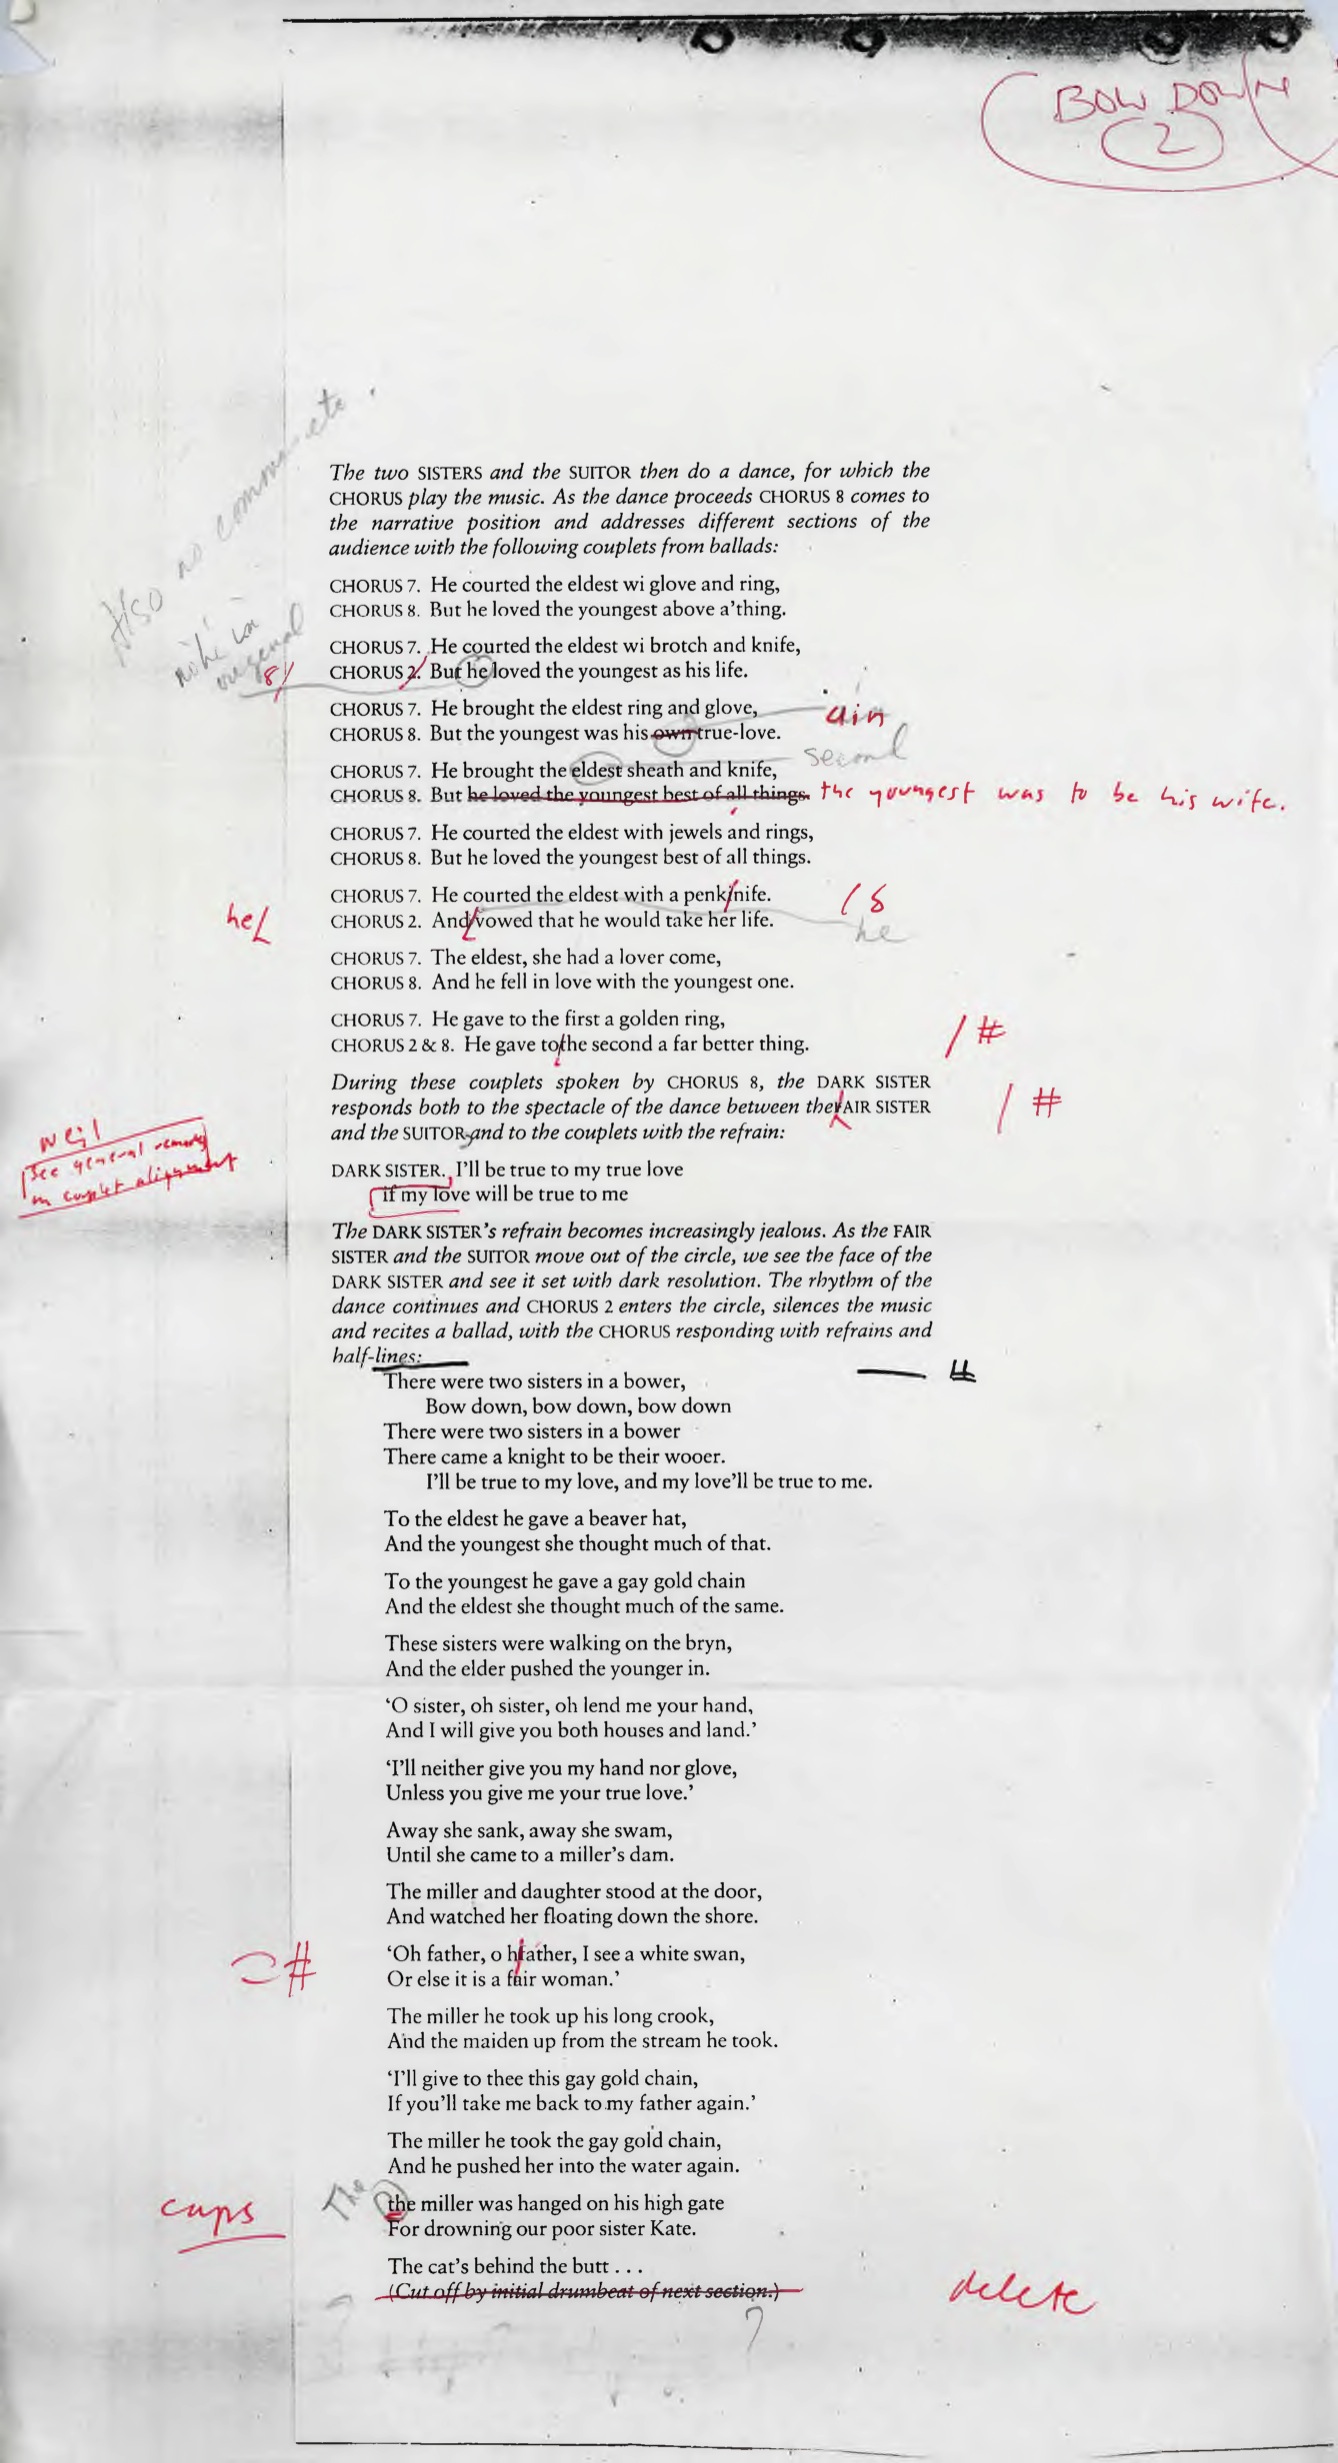 BOW DOWN
2
Also no comma etc.
The two SISTERS and the SUITOR then do a dance, for which the
CHORUS play the music. As the dance proceeds CHORUS 8 comes to
the narrative position and addresses different sections of the
audience with the following couplets from ballads:
CHORUS 7. He courted the eldest wi glove and ring,
CHORUS 8. But he loved the youngest above a'thing.
'he' in
original
CHORUS 7. He courted the eldest wi brotch and knife,
8/ CHORUS 2. But he loved the youngest as his life.
CHORUS 7. He brought the eldest ring and glove, ain
CHORUS 8. But the youngest was his own true-love.
second
CHORUS 7. He brought the eldest sheath and knife,
CHORUS 8. But he loved the youngest best of all things. the youngest was to be his wife.
CHORUS 7. He courted the eldest with jewels and rings,
CHORUS 8. But he loved the youngest best of all things.
CHORUS 7. He courted the eldest with a penk nife. / 8
he/ CHORUS 2. And vowed that he would take her life. he
CHORUS 7. The eldest, she had a lover come,
CHORUS 8. And he fell in love with the youngest one.
CHORUS 7. He gave to the first a golden ring,
CHORUS 2 & 8. He gave tothe second a far better thing. / #
During these couplets spoken by CHORUS 8, the DARK SISTER
responds both to the spectacle of the dance between theFAIR SISTER / #
and the SUITOR and to the couplets with the refrain:
Neil
See general remarks
on couplet alignment
DARK SISTER. I'll be true to my true love
if my love will be true to me
The DARK SISTER's refrain becomes increasingly jealous. As the FAIR
SISTER and the SUITOR move out of the circle, we see the face of the
DARK SISTER and see it set with dark resolution. The rhythm of the
dance continues and CHORUS 2 enters the circle, silences the music
and recites a ballad, with the CHORUS responding with refrains and
half-lines:
#
There were two sisters in a bower,
Bow down, bow down, bow down
There were two sisters in a bower
There came a knight to be their wooer.
I'll be true to my love, and my love'll be true to me.
To the eldest he gave a beaver hat,
And the youngest she thought much of that.
To the youngest he gave a gay gold chain
And the eldest she thought much of the same.
These sisters were walking on the bryn,
And the elder pushed the younger in.
‘O sister, oh sister, oh lend me your hand,
And I will give you both houses and land.’
‘I'll neither give you my hand nor glove,
Unless you give me your true love.’
Away she sank, away she swam,
Until she came to a miller's dam.
The miller and daughter stood at the door,
And watched her floating down the shore.
# ‘Oh father, o hfather, I see a white swan,
Or else it is a fair woman.’
The miller he took up his long crook,
And the maiden up from the stream he took.
‘I'll give to thee this gay gold chain,
If you'll take me back to my father again.’
The miller he took the gay gold chain,
And he pushed her into the water again.
caps The the miller was hanged on his high gate
For drowning our poor sister Kate.
The cat's behind the butt . . .
(Cut off by initial drumbeat of next section.) delete
?